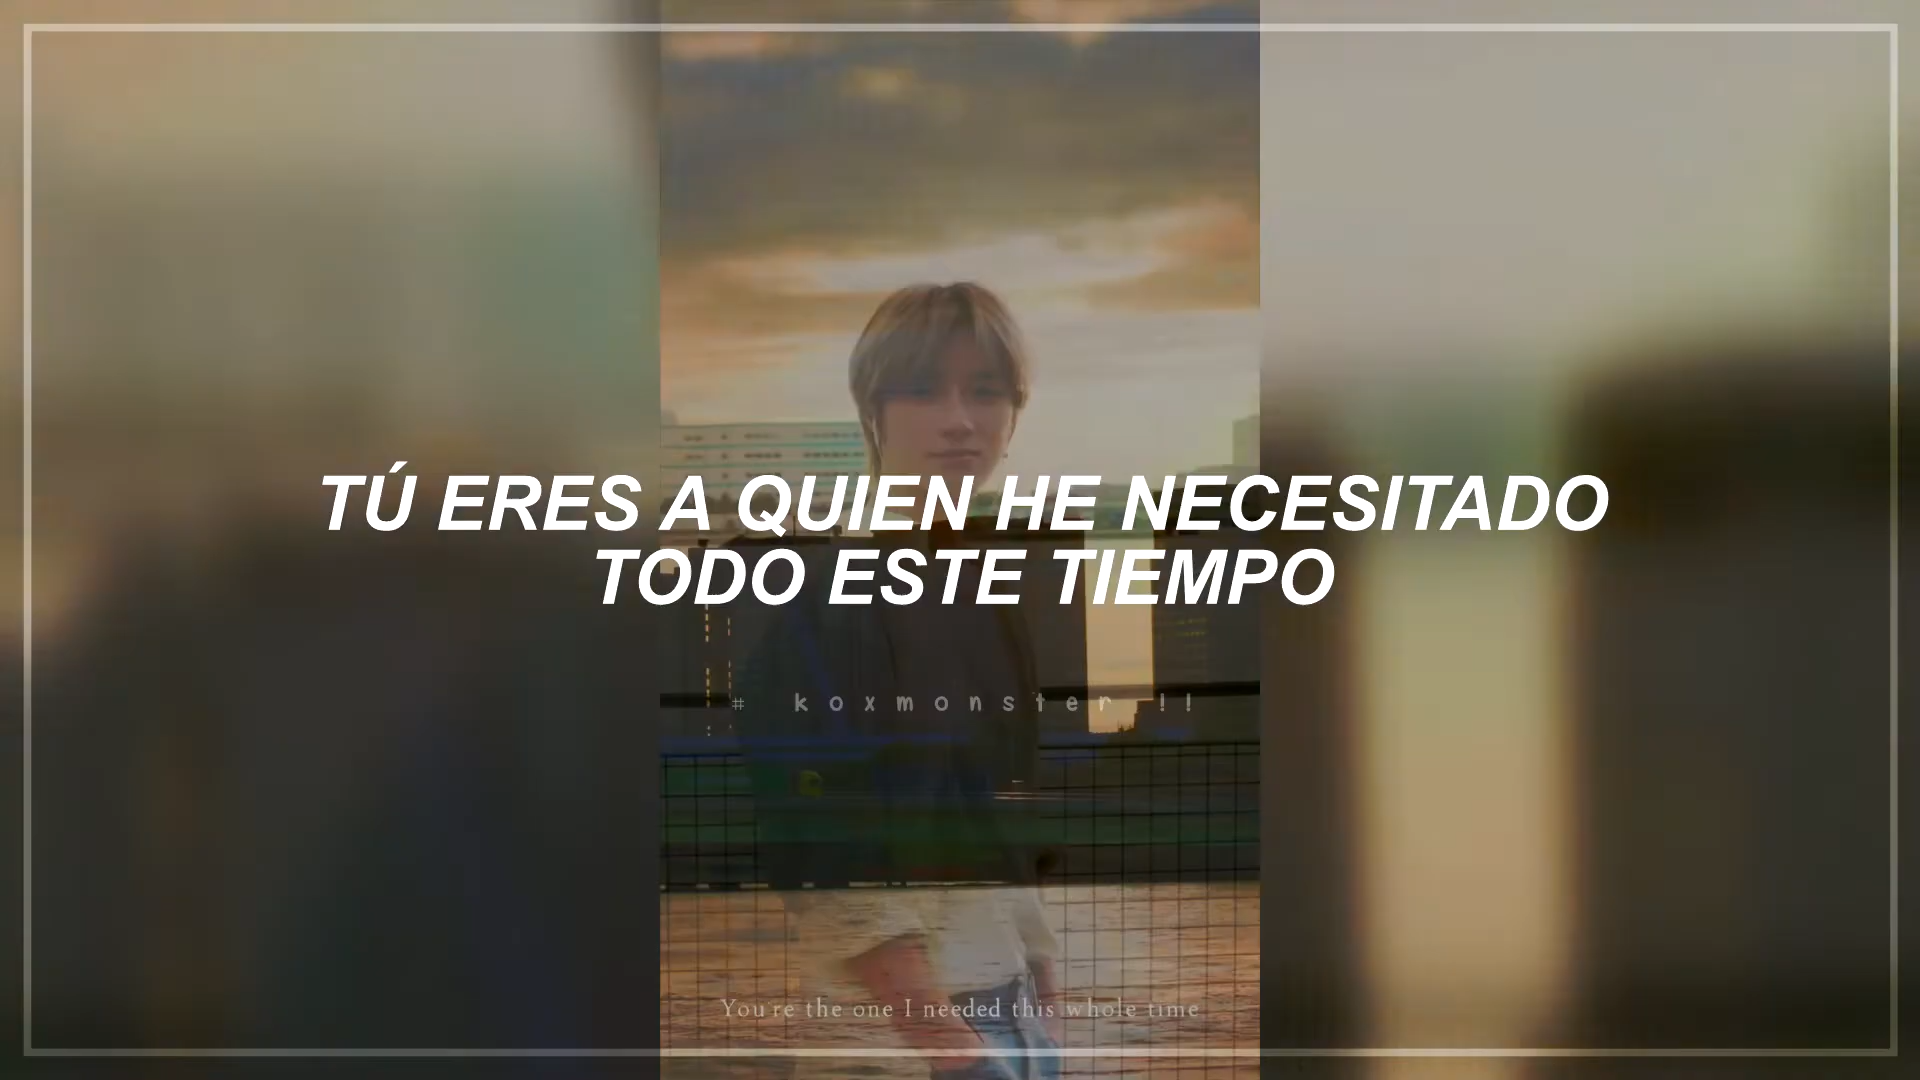 TÚ ERES A QUIEN HE NECESITADO
TODO ESTE TIEMPO
# koxmonster !!
You're the one I needed this whole time